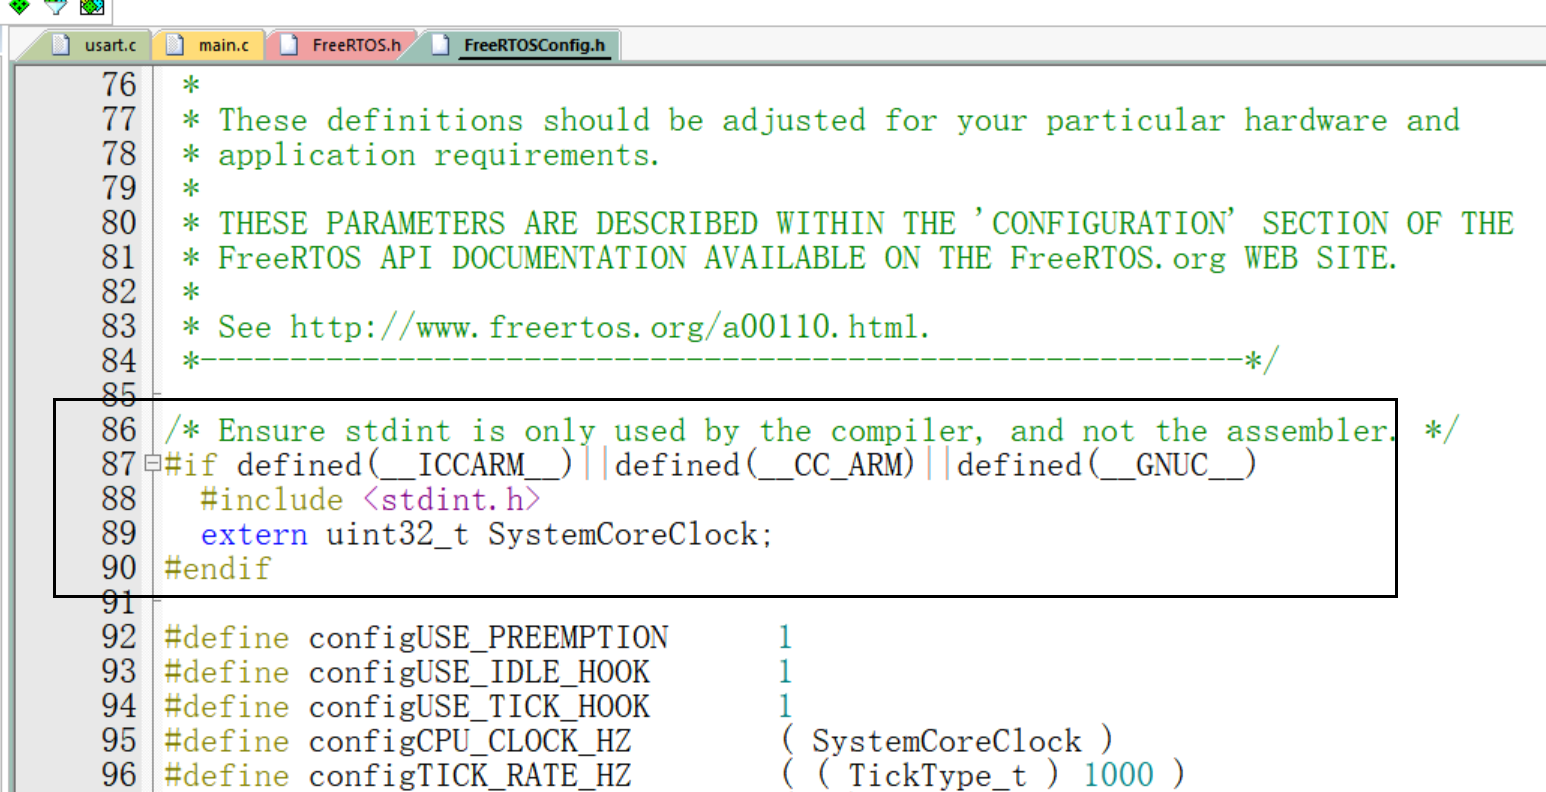 usart.c main.c FreeRTOS.h FreeRTOSConfig.h
76 *
77 * These definitions should be adjusted for your particular hardware and
78 * application requirements.
79 *
80 * THESE PARAMETERS ARE DESCRIBED WITHIN THE 'CONFIGURATION' SECTION OF THE
81 * FreeRTOS API DOCUMENTATION AVAILABLE ON THE FreeRTOS.org WEB SITE.
82 *
83 * See http://www.freertos.org/a00110.html.
84 *----------------------------------------------------------*/
85
86 /* Ensure stdint is only used by the compiler, and not the assembler. */
87 #if defined(__ICCARM__)||defined(__CC_ARM)||defined(__GNUC__)
88 #include <stdint.h>
89 extern uint32_t SystemCoreClock;
90 #endif
91
92 #define configUSE_PREEMPTION 1
93 #define configUSE_IDLE_HOOK 1
94 #define configUSE_TICK_HOOK 1
95 #define configCPU_CLOCK_HZ ( SystemCoreClock )
96 #define configTICK_RATE_HZ ( ( TickType_t ) 1000 )